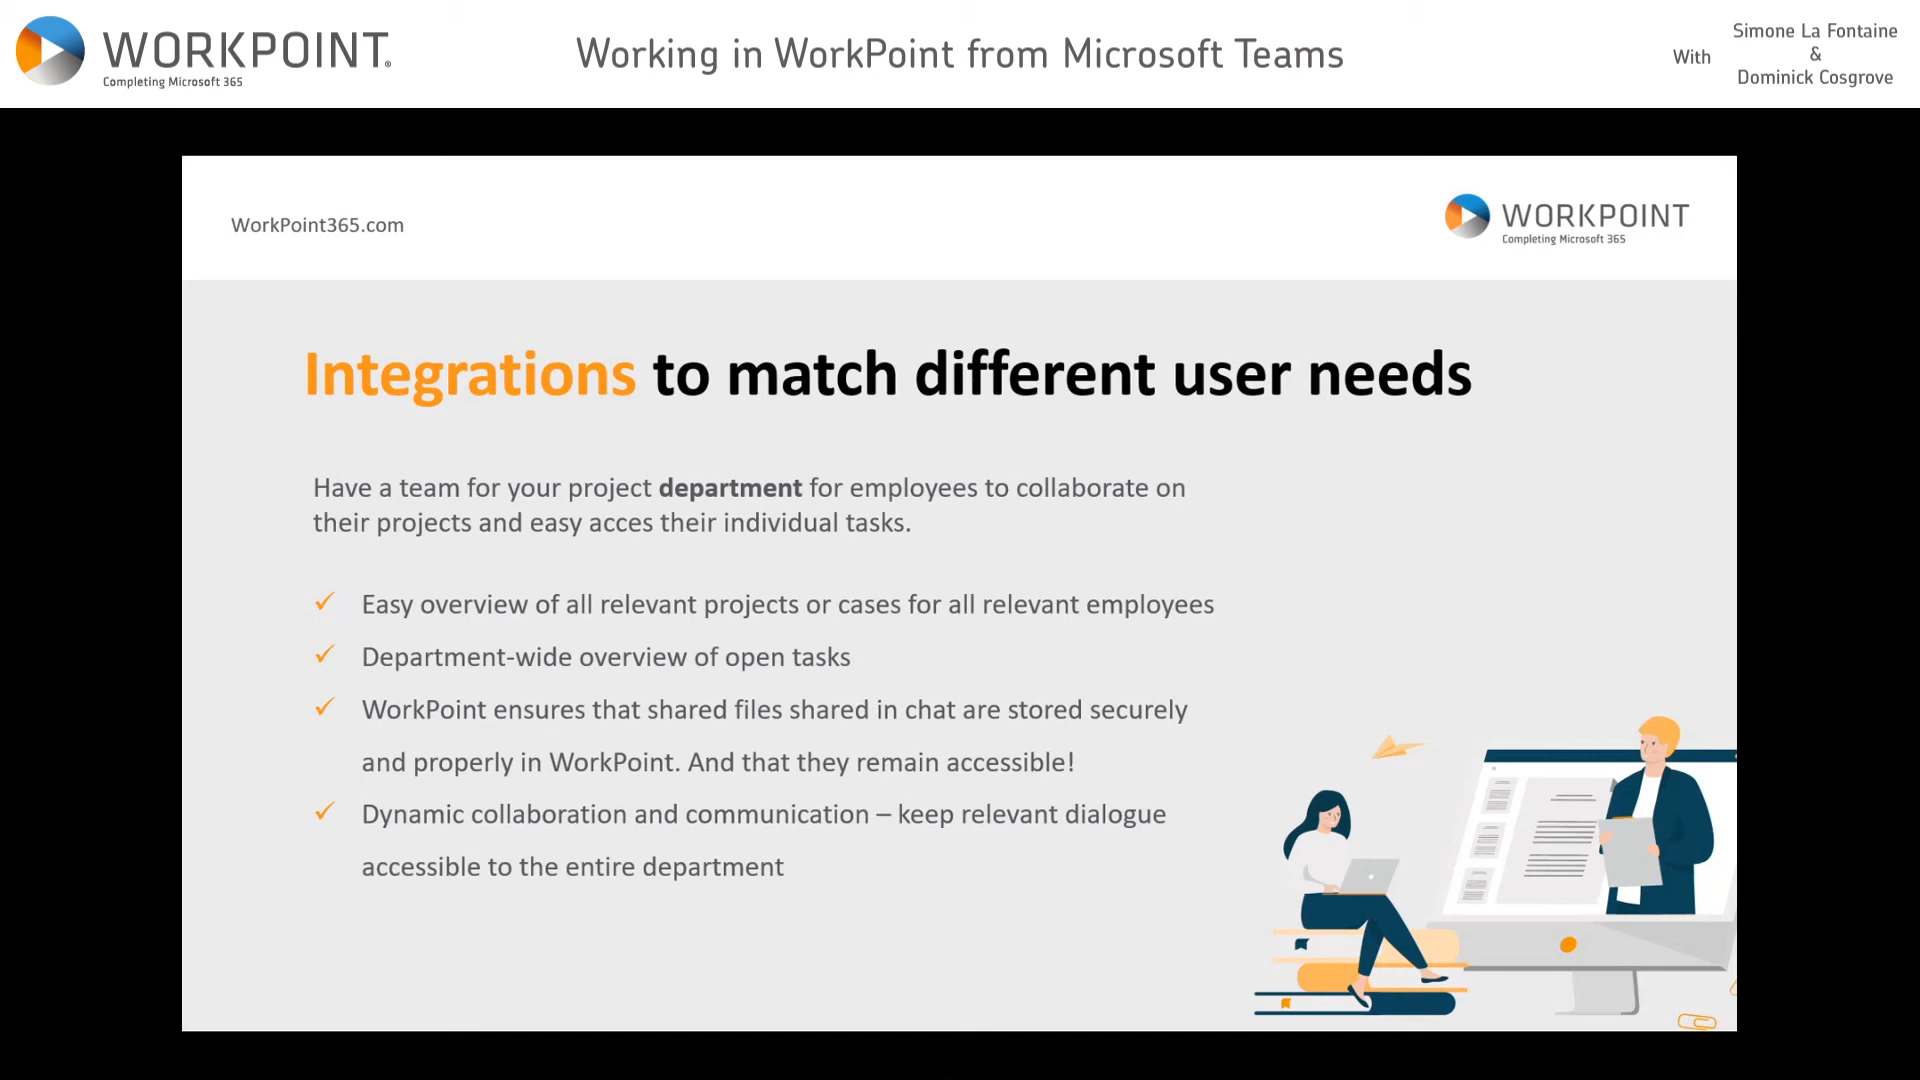 WORKPOINT®
Completing Microsoft 365
Working in WorkPoint from Microsoft Teams
With
Simone La Fontaine
&
Dominick Cosgrove
WorkPoint365.com
WORKPOINT
Completing Microsoft 365
Integrations to match different user needs
Have a team for your project department for employees to collaborate on
their projects and easy acces their individual tasks.
✓ Easy overview of all relevant projects or cases for all relevant employees
✓ Department-wide overview of open tasks
✓ WorkPoint ensures that shared files shared in chat are stored securely
and properly in WorkPoint. And that they remain accessible!
✓ Dynamic collaboration and communication – keep relevant dialogue
accessible to the entire department